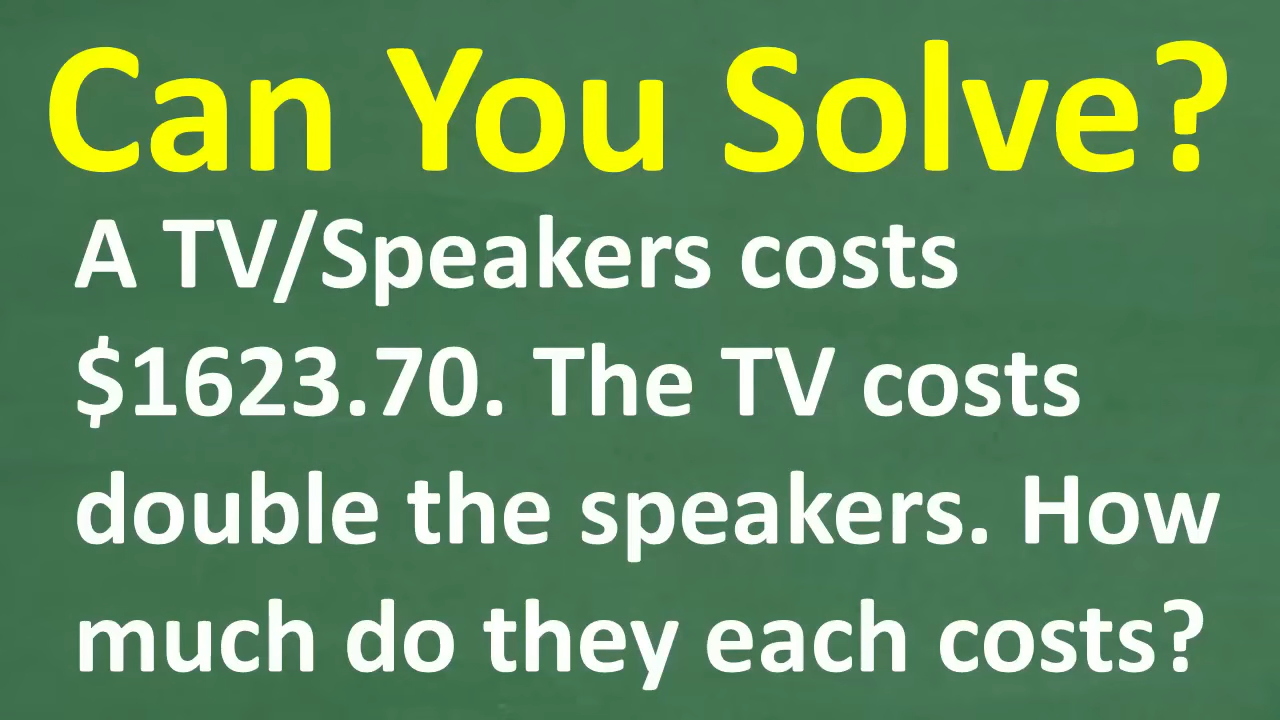 Can You Solve?
A TV/Speakers costs
$1623.70. The TV costs
double the speakers. How
much do they each costs?